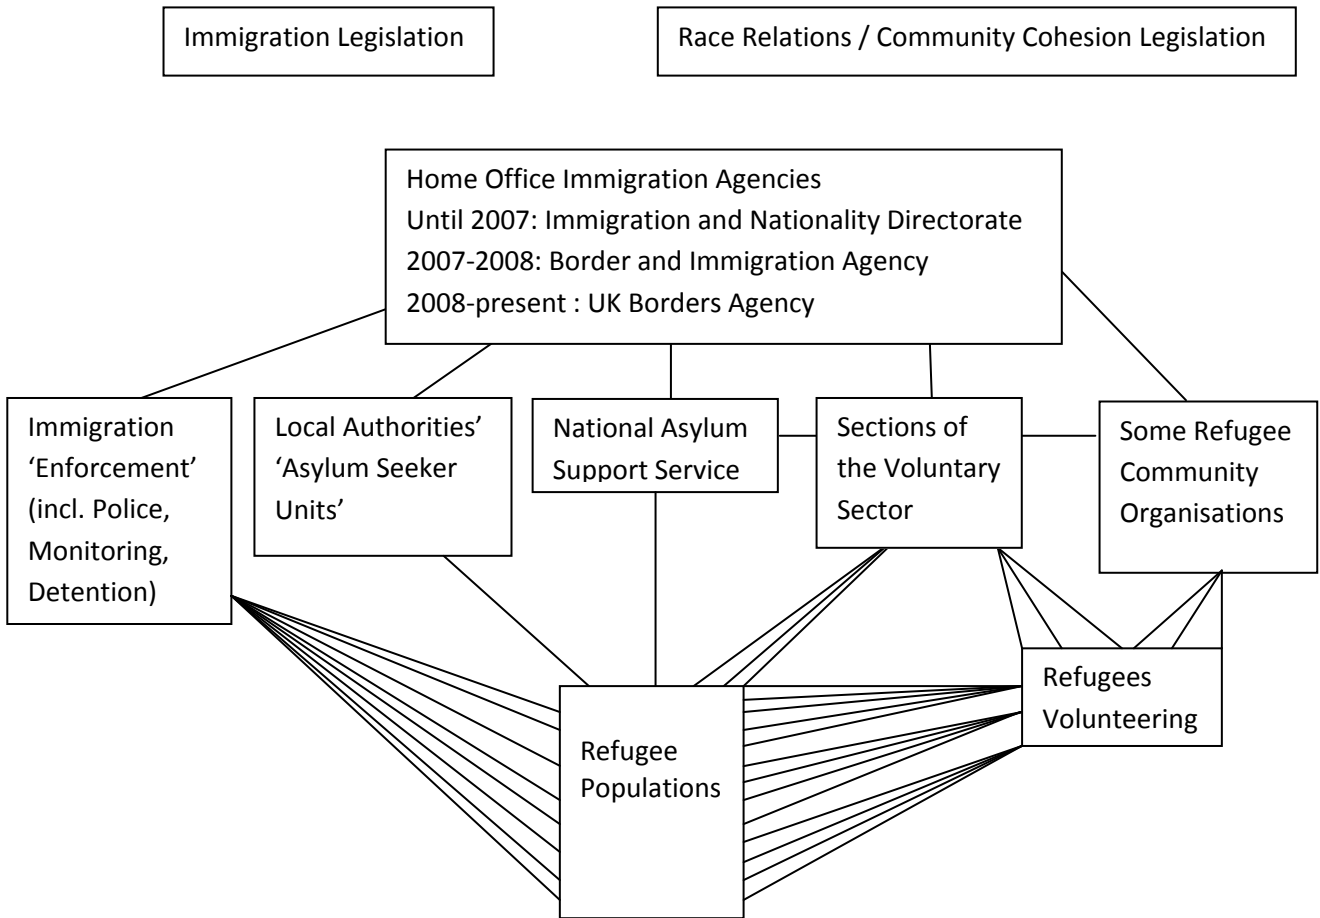 Immigration Legislation
Race Relations / Community Cohesion Legislation
Home Office Immigration Agencies
Until 2007: Immigration and Nationality Directorate
2007-2008: Border and Immigration Agency
2008-present : UK Borders Agency
Immigration
‘Enforcement’
(incl. Police,
Monitoring,
Detention)
Local Authorities’
‘Asylum Seeker
Units’
National Asylum
Support Service
Sections of
the Voluntary
Sector
Some Refugee
Community
Organisations
Refugees
Volunteering
Refugee
Populations